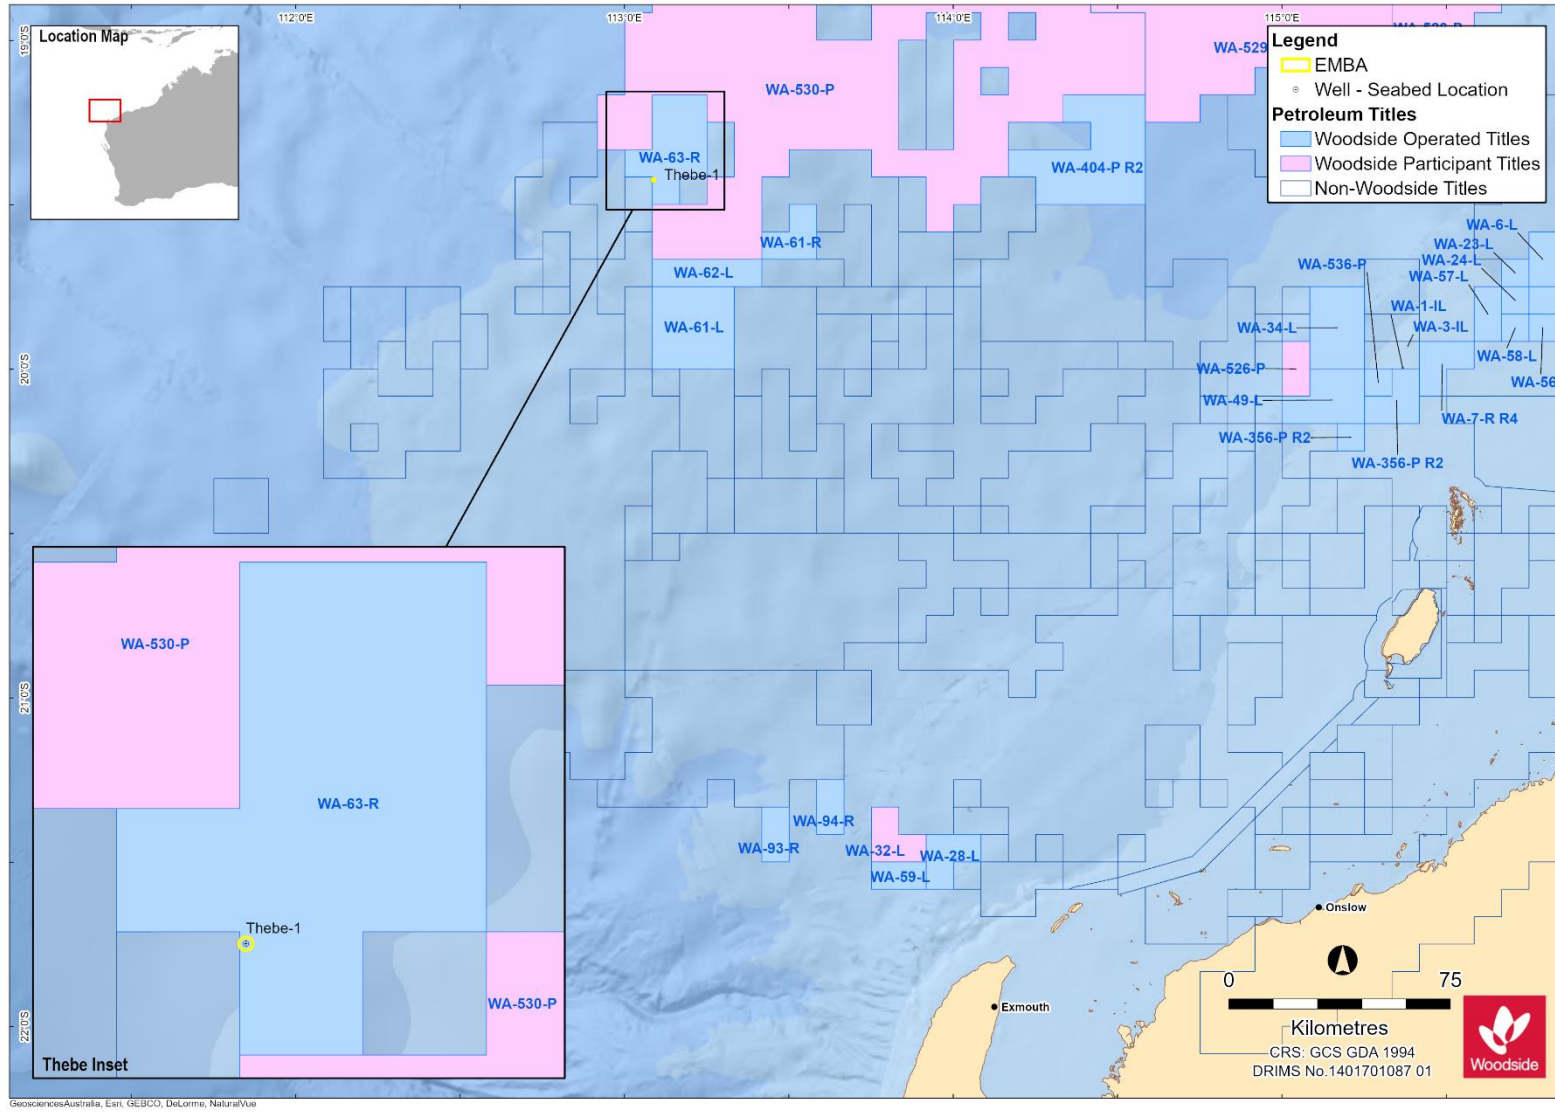 112°0'E
113°0'E
114°0'E
115°0'E
19°0'S
20°0'S
21°0'S
22°0'S
Location Map
WA-530-P
WA-529
Legend
EMBA
Well - Seabed Location
Petroleum Titles
Woodside Operated Titles
Woodside Participant Titles
Non-Woodside Titles
WA-63-R
Thebe-1
WA-404-P R2
WA-61-R
WA-62-L
WA-61-L
WA-6-L
WA-23-L
WA-24-L
WA-57-L
WA-536-P
WA-1-IL
WA-3-IL
WA-34-L
WA-58-L
WA-526-P
WA-56
WA-49-L
WA-7-R R4
WA-356-P R2
WA-356-P R2
WA-530-P
WA-63-R
Thebe-1
WA-530-P
Thebe Inset
WA-94-R
WA-93-R
WA-32-L
WA-28-L
WA-59-L
Onslow
Exmouth
0 75
Kilometres
CRS: GCS GDA 1994
DRIMS No.1401701087 01
Woodside
GeosciencesAustralia, Esri, GEBCO, DeLorme, NaturalVue